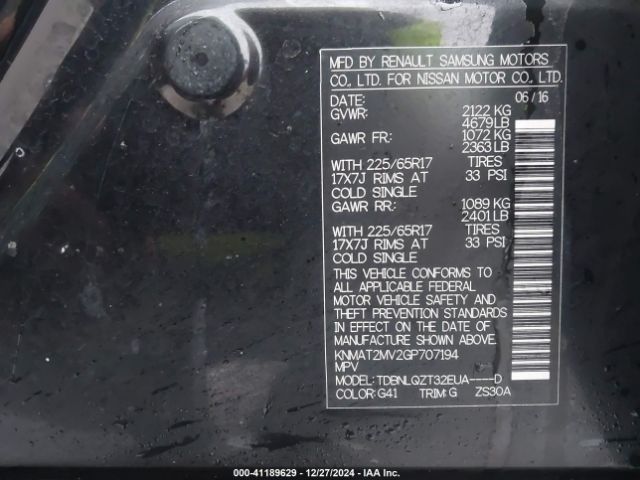 MFD BY RENAULT SAMSUNG MOTORS
CO., LTD. FOR NISSAN MOTOR CO., LTD.
DATE: 06/16
GVWR: 2122 KG
4679 LB
GAWR FR: 1072 KG
2363 LB
WITH 225/65R17 TIRES
17X7J RIMS AT 33 PSI
COLD SINGLE
GAWR RR: 1089 KG
2401 LB
WITH 225/65R17 TIRES
17X7J RIMS AT 33 PSI
COLD SINGLE
THIS VEHICLE CONFORMS TO
ALL APPLICABLE FEDERAL
MOTOR VEHICLE SAFETY AND
THEFT PREVENTION STANDARDS
IN EFFECT ON THE DATE OF
MANUFACTURE SHOWN ABOVE.
KNMAT2MV2GP707194
MPV
MODEL: TDBNLQZT32EUA----D
COLOR: G41 TRIM: G ZS30A
000-41189629 - 12/27/2024 - IAA Inc.